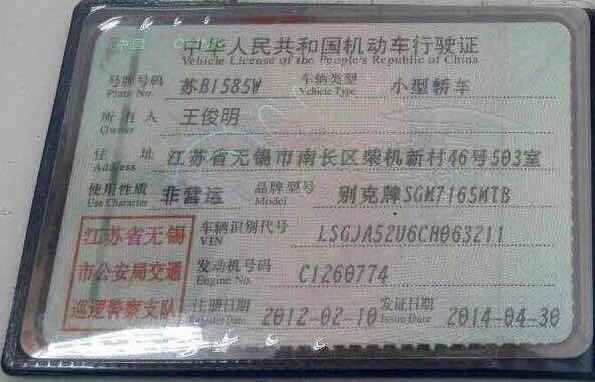 中华人民共和国机动车行驶证
Vehicle License of the People's Republic of China
号牌号码 Plate No. 苏B1585W 车辆类型 Vehicle Type 小型轿车
所有人 Owner 王俊明
住址 Address 江苏省无锡市南长区柴机新村46号503室
使用性质 Use Character 非营运 品牌型号 Model 别克牌SGM7165MTB
江苏省无锡
市公安局交通
巡逻警察支队
车辆识别代号 VIN LSGJA52U6CH063211
发动机号码 Engine No. C1260774
注册日期 Register Date 2012-02-10 发证日期 Issue Date 2014-04-30